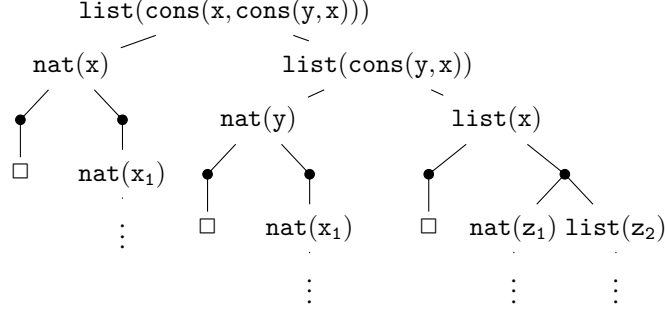 list(cons(x,cons(y,x)))
nat(x) list(cons(y,x))
nat(y) list(x)
□ nat(x₁)
⋮ □ nat(x₁) □ nat(z₁) list(z₂)
⋮ ⋮ ⋮